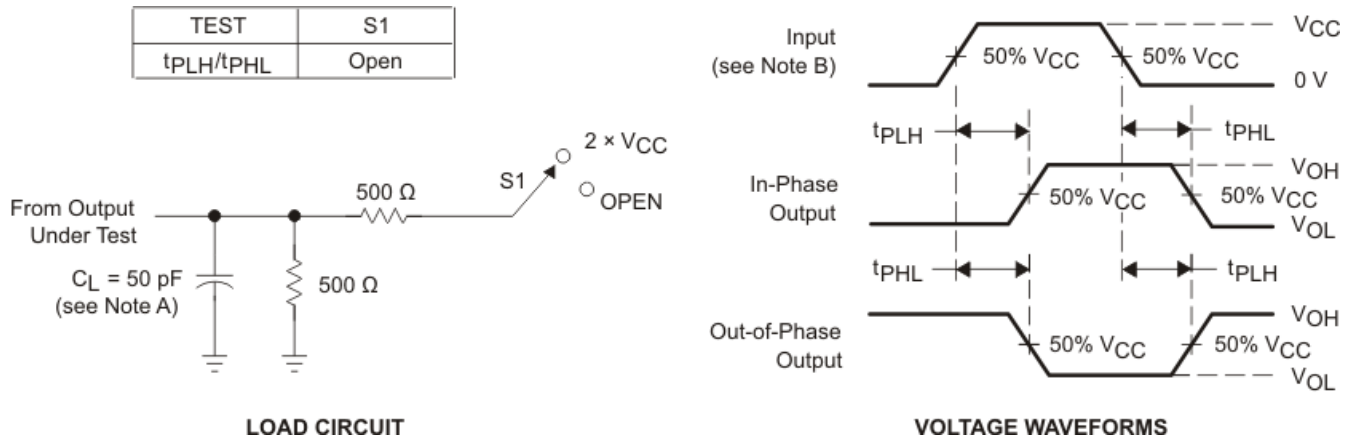 TEST S1
tPLH/tPHL Open
2 × VCC
S1
OPEN
500 Ω
From Output
Under Test
CL = 50 pF
(see Note A)
500 Ω
LOAD CIRCUIT
Input
(see Note B)
50% VCC
50% VCC
VCC
0 V
tPLH
tPHL
In-Phase
Output
50% VCC
50% VCC
VOH
VOL
tPHL
tPLH
Out-of-Phase
Output
50% VCC
50% VCC
VOH
VOL
VOLTAGE WAVEFORMS